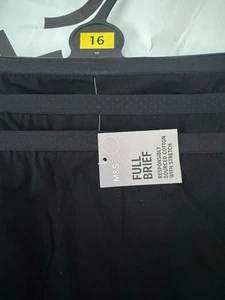 16
M&S
FULL
BRIEF
RESPONSIBLY
SOURCED COTTON
WITH STRETCH